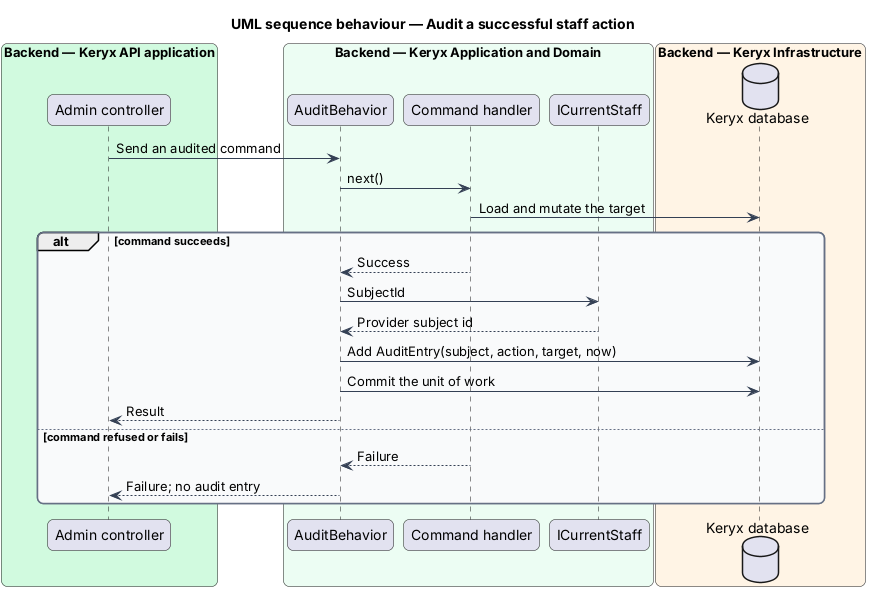 UML sequence behaviour — Audit a successful staff action
Backend — Keryx API application
Backend — Keryx Application and Domain
Backend — Keryx Infrastructure
Admin controller
AuditBehavior
Command handler
ICurrentStaff
Keryx database
Send an audited command
next()
Load and mutate the target
alt
[command succeeds]
Success
SubjectId
Provider subject id
Add AuditEntry(subject, action, target, now)
Commit the unit of work
Result
[command refused or fails]
Failure
Failure; no audit entry
Admin controller
AuditBehavior
Command handler
ICurrentStaff
Keryx database